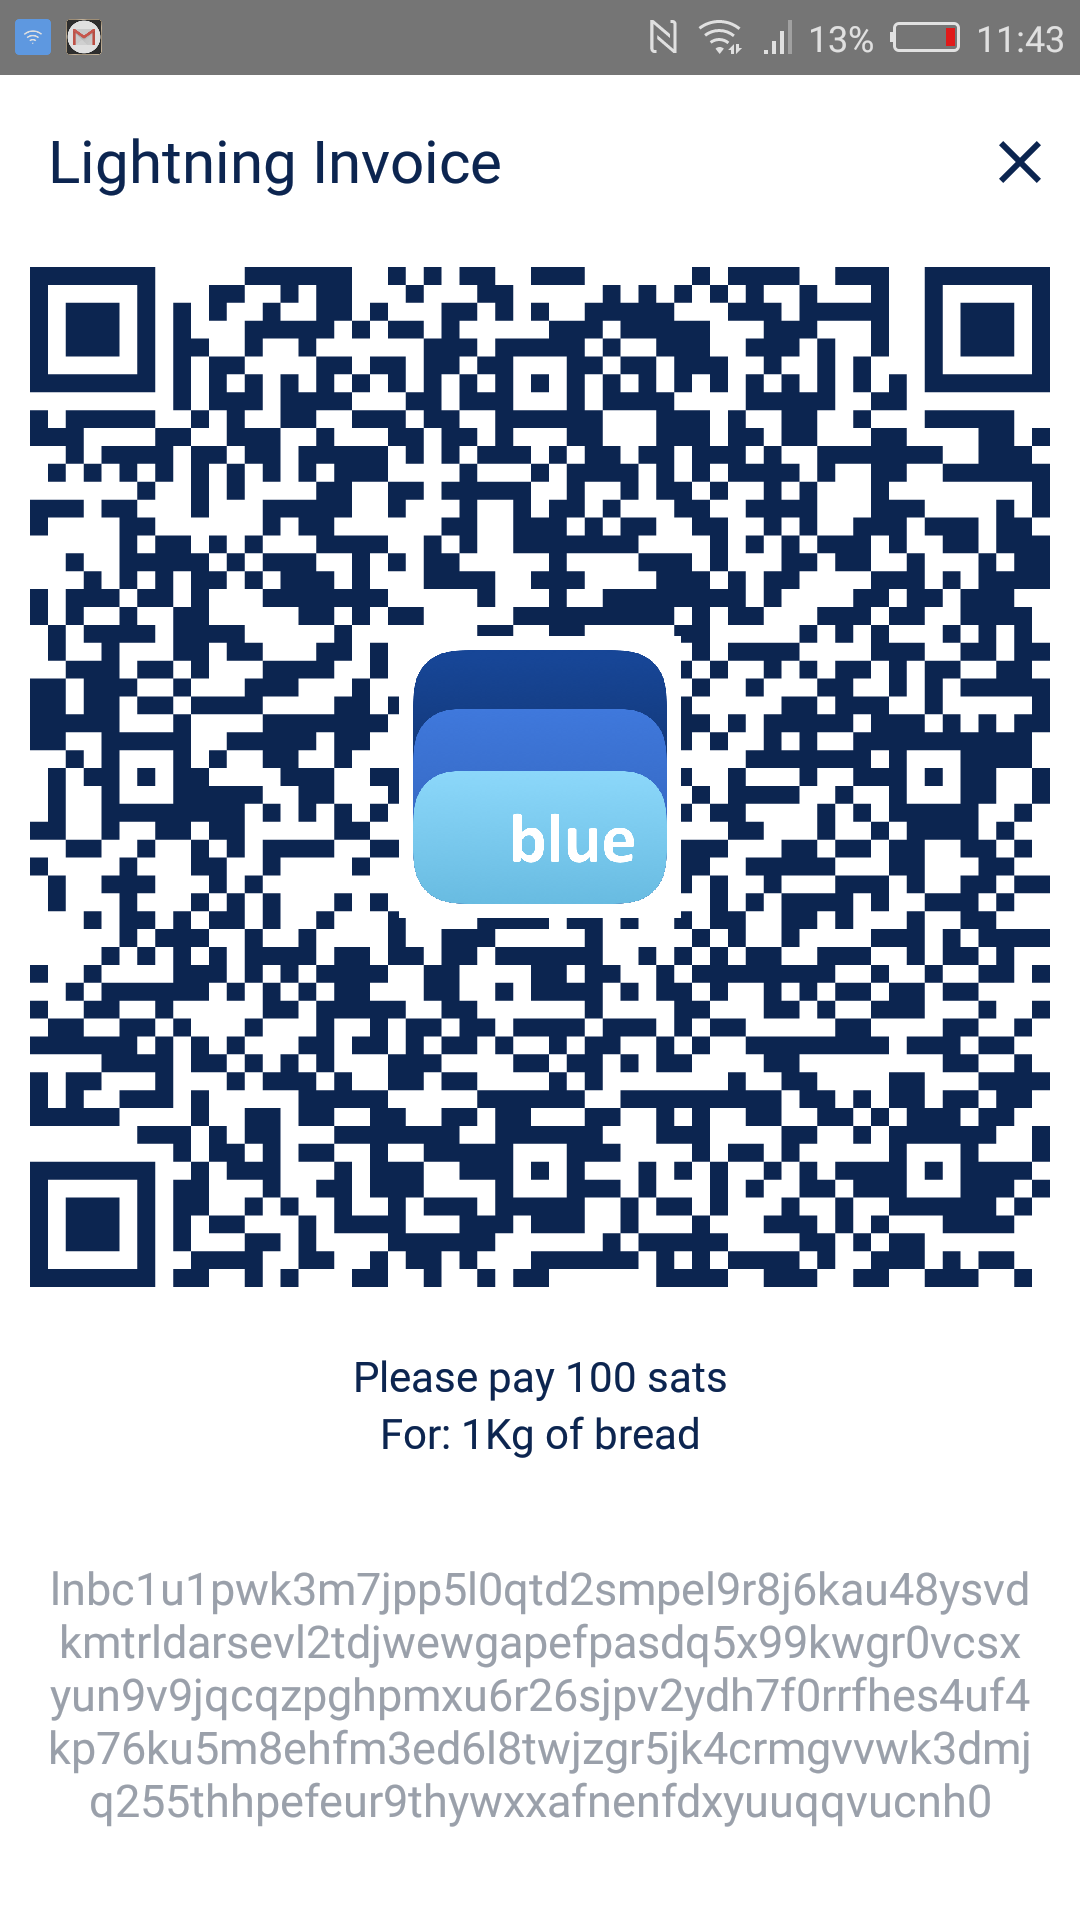 13% 11:43
Lightning Invoice
blue
Please pay 100 sats
For: 1Kg of bread
lnbc1u1pwk3m7jpp5l0qtd2smpel9r8j6kau48ysvd
kmtrldarsevl2tdjwewgapefpasdq5x99kwgr0vcsx
yun9v9jqcqzpghpmxu6r26sjpv2ydh7f0rrfhes4uf4
kp76ku5m8ehfm3ed6l8twjzgr5jk4crmgvvwk3dmj
q255thhpefeur9thywxxafnenfdxyuuqqvucnh0